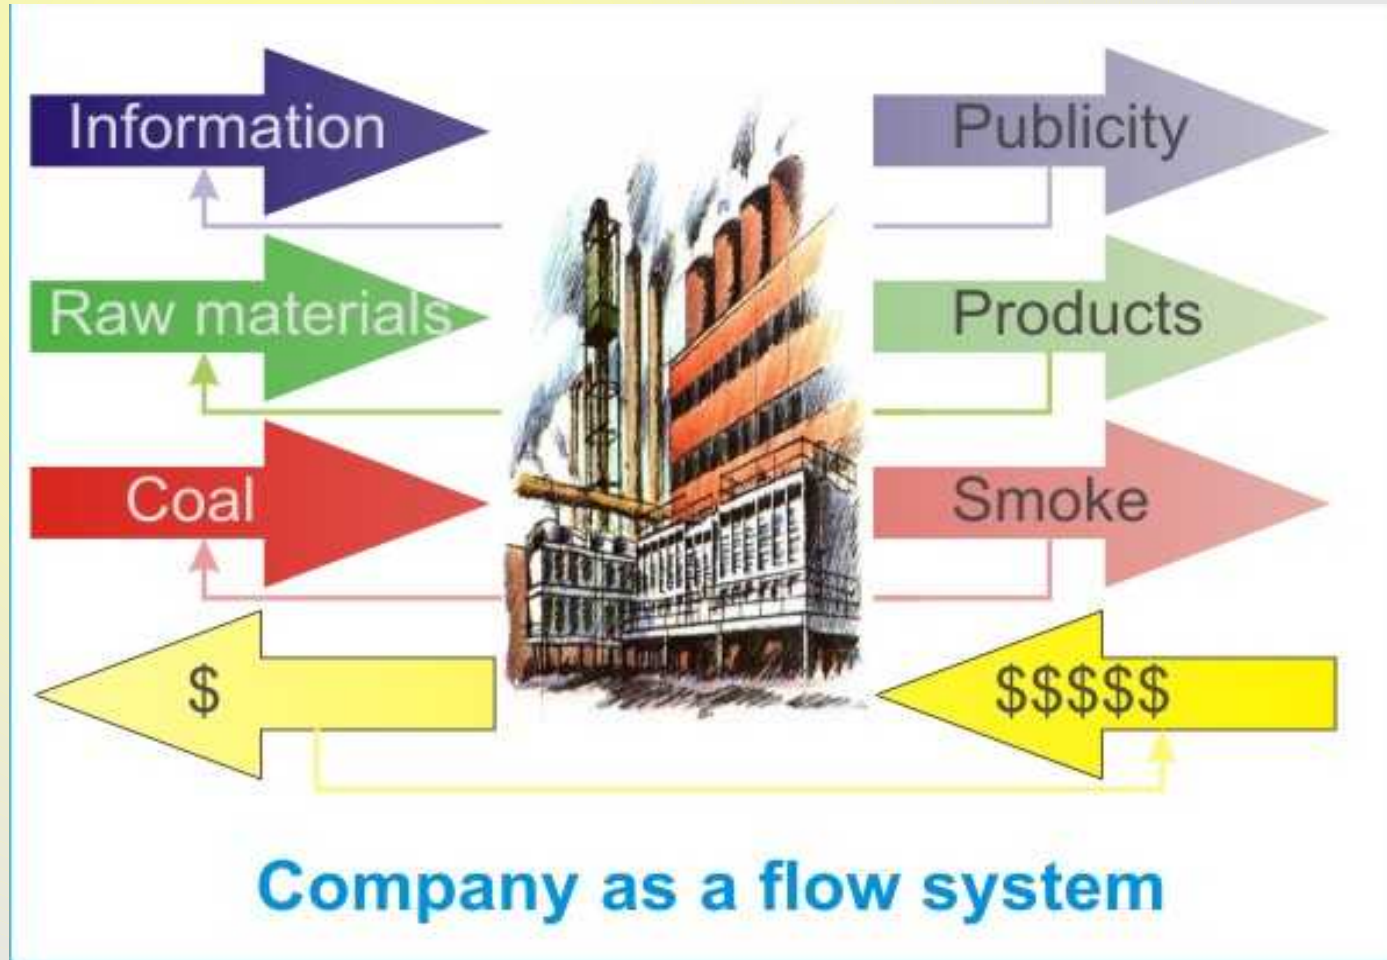 Information
Publicity
Raw materials
Products
Coal
Smoke
$
$$$$$
Company as a flow system